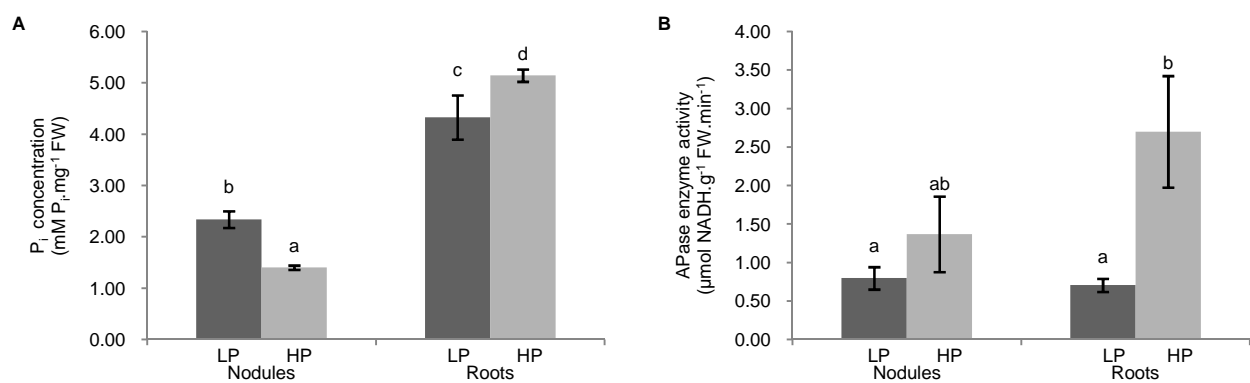 A
P_i concentration
(mM P_i.mg⁻¹ FW)
6.00
5.00
4.00
3.00
2.00
1.00
0.00
b
a
c
d
LP HP LP HP
Nodules Roots
B
APase enzyme activity
(µmol NADH.g⁻¹ FW.min⁻¹)
4.00
3.50
3.00
2.50
2.00
1.50
1.00
0.50
0.00
a
ab
a
b
LP HP LP HP
Nodules Roots